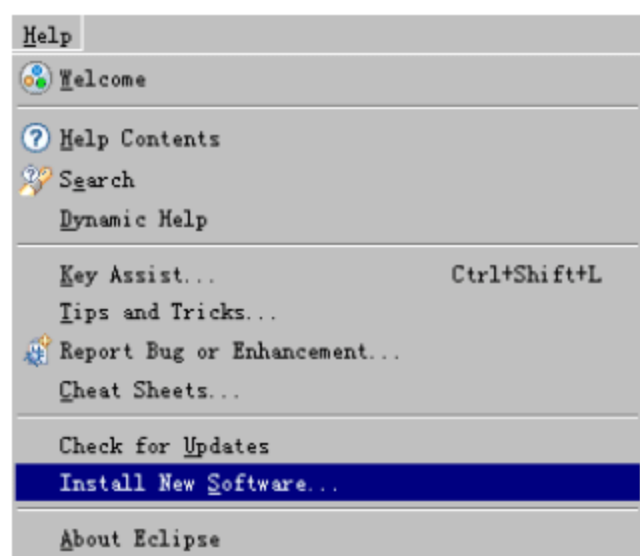 Help
Welcome
Help Contents
Search
Dynamic Help
Key Assist... Ctrl+Shift+L
Tips and Tricks...
Report Bug or Enhancement...
Cheat Sheets...
Check for Updates
Install New Software...
About Eclipse